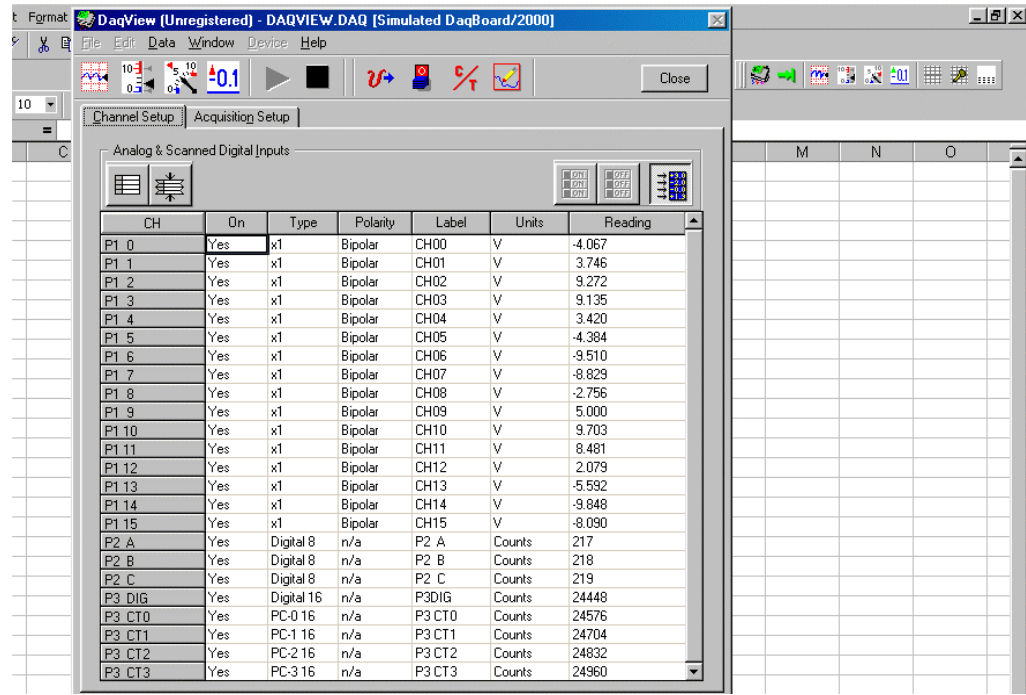 t Format
DaqView (Unregistered) - DAQVIEW.DAQ [Simulated DaqBoard/2000]
File Edit Data Window Device Help
Close
10
Channel Setup Acquisition Setup
=
C M N O
Analog & Scanned Digital Inputs
CH On Type Polarity Label Units Reading
P1 0 Yes x1 Bipolar CH00 V -4.067
P1 1 Yes x1 Bipolar CH01 V 3.746
P1 2 Yes x1 Bipolar CH02 V 9.272
P1 3 Yes x1 Bipolar CH03 V 9.135
P1 4 Yes x1 Bipolar CH04 V 3.420
P1 5 Yes x1 Bipolar CH05 V -4.384
P1 6 Yes x1 Bipolar CH06 V -9.510
P1 7 Yes x1 Bipolar CH07 V -8.829
P1 8 Yes x1 Bipolar CH08 V -2.756
P1 9 Yes x1 Bipolar CH09 V 5.000
P1 10 Yes x1 Bipolar CH10 V 9.703
P1 11 Yes x1 Bipolar CH11 V 8.481
P1 12 Yes x1 Bipolar CH12 V 2.079
P1 13 Yes x1 Bipolar CH13 V -5.592
P1 14 Yes x1 Bipolar CH14 V -9.848
P1 15 Yes x1 Bipolar CH15 V -8.090
P2 A Yes Digital 8 n/a P2 A Counts 217
P2 B Yes Digital 8 n/a P2 B Counts 218
P2 C Yes Digital 8 n/a P2 C Counts 219
P3 DIG Yes Digital 16 n/a P3DIG Counts 24448
P3 CT0 Yes PC-0 16 n/a P3 CT0 Counts 24576
P3 CT1 Yes PC-1 16 n/a P3 CT1 Counts 24704
P3 CT2 Yes PC-2 16 n/a P3 CT2 Counts 24832
P3 CT3 Yes PC-3 16 n/a P3 CT3 Counts 24960